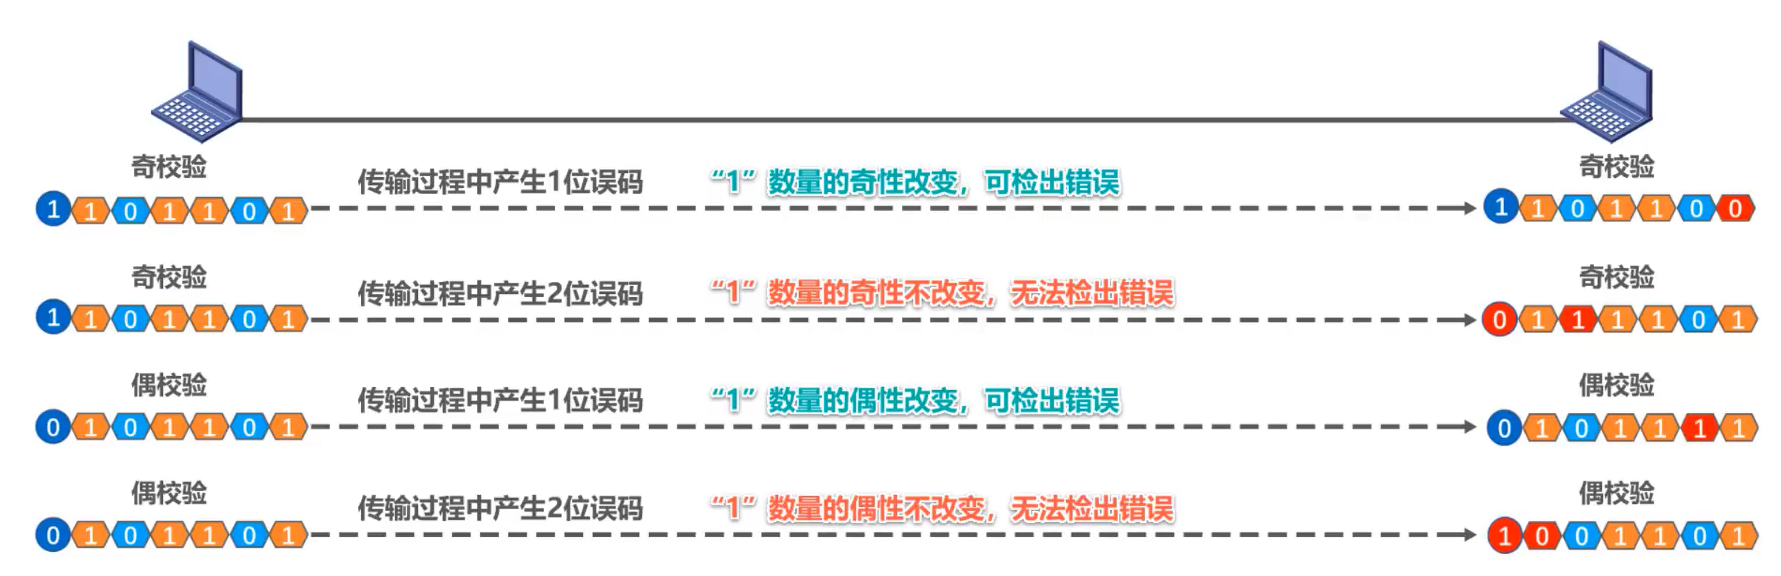 奇校验
奇校验
传输过程中产生1位误码 “1”数量的奇性改变，可检出错误
1 1 0 1 1 0 1
1 1 0 1 1 0 0
奇校验
奇校验
传输过程中产生2位误码 “1”数量的奇性不改变，无法检出错误
1 1 0 1 1 0 1
0 1 1 1 1 0 1
偶校验
偶校验
传输过程中产生1位误码 “1”数量的偶性改变，可检出错误
0 1 0 1 1 0 1
0 1 0 1 1 1 1
偶校验
偶校验
传输过程中产生2位误码 “1”数量的偶性不改变，无法检出错误
0 1 0 1 1 0 1
1 0 0 1 1 0 1